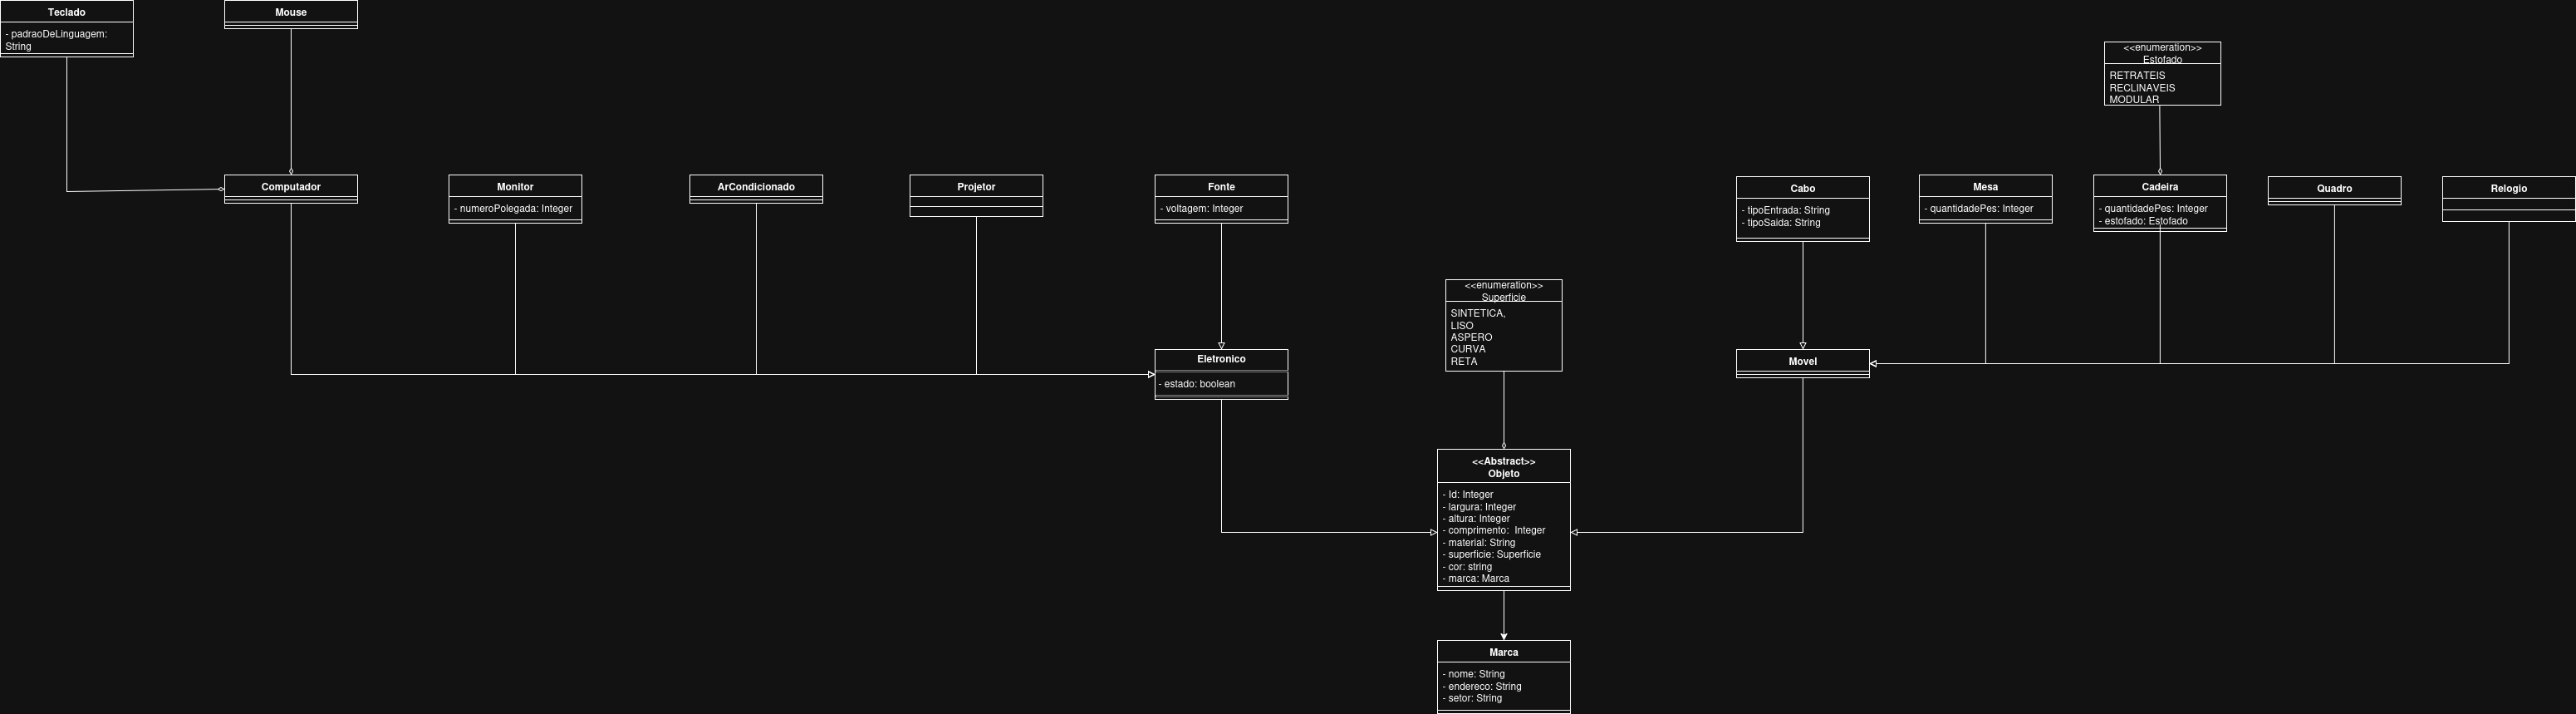 Teclado
- padraoDeLinguagem:
String
Mouse
<<enumeration>>
Estofado
RETRATEIS
RECLINAVEIS
MODULAR
Computador
Monitor
- numeroPolegada: Integer
ArCondicionado
Projetor
Fonte
- voltagem: Integer
Cabo
- tipoEntrada: String
- tipoSaida: String
Mesa
- quantidadePes: Integer
Cadeira
- quantidadePes: Integer
- estofado: Estofado
Quadro
Relogio
<<enumeration>>
Superficie
SINTETICA,
LISO
ASPERO
CURVA
RETA
Eletronico
- estado: boolean
Movel
<<Abstract>>
Objeto
- Id: Integer
- largura: Integer
- altura: Integer
- comprimento:  Integer
- material: String
- superficie: Superficie
- cor: string
- marca: Marca
Marca
- nome: String
- endereco: String
- setor: String